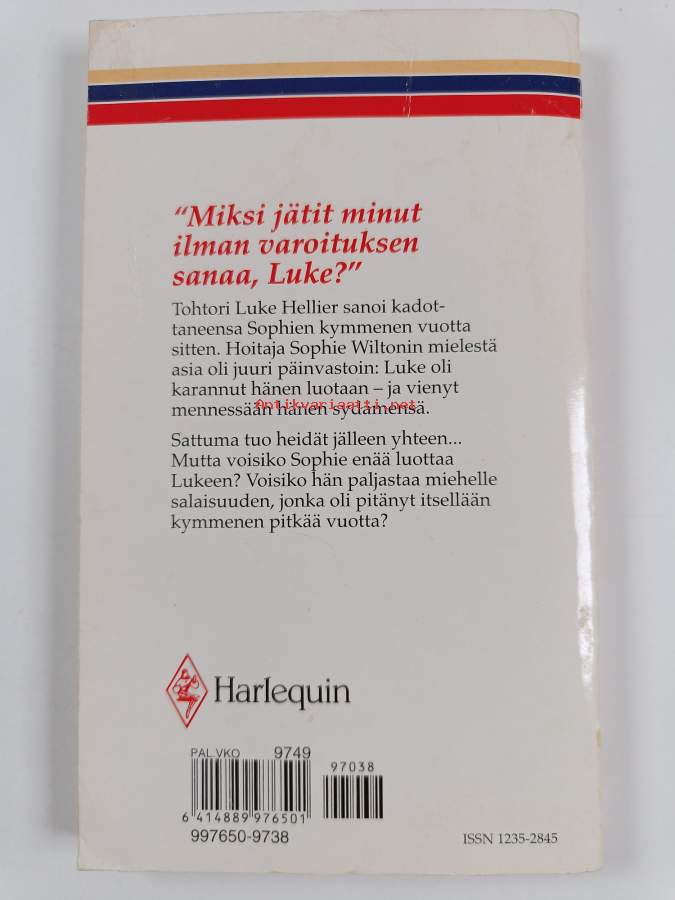 “Miksi jätit minut
ilman varoituksen
sanaa, Luke?”
Tohtori Luke Hellier sanoi kadot-
taneensa Sophien kymmenen vuotta
sitten. Hoitaja Sophie Wiltonin mielestä
asia oli juuri päinvastoin: Luke oli
karannut hänen luotaan – ja vienyt
mennessään hänen sydämensä.
Antikvariaatti.net
Sattuma tuo heidät jälleen yhteen...
Mutta voisiko Sophie enää luottaa
Lukeen? Voisiko hän paljastaa miehelle
salaisuuden, jonka oli pitänyt itsellään
kymmenen pitkää vuotta?
Harlequin
PAL.VKO 9749
97038
6 414889 976501
997650-9738
ISSN 1235-2845